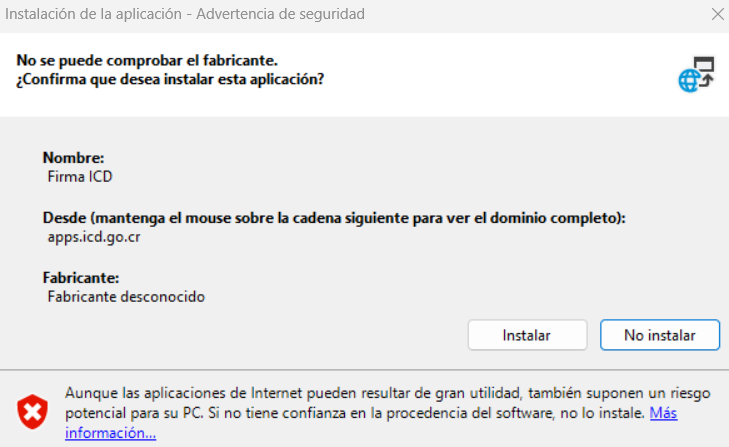 Instalación de la aplicación - Advertencia de seguridad
No se puede comprobar el fabricante.
¿Confirma que desea instalar esta aplicación?
Nombre:
Firma ICD
Desde (mantenga el mouse sobre la cadena siguiente para ver el dominio completo):
apps.icd.go.cr
Fabricante:
Fabricante desconocido
Instalar
No instalar
Aunque las aplicaciones de Internet pueden resultar de gran utilidad, también suponen un riesgo
potencial para su PC. Si no tiene confianza en la procedencia del software, no lo instale. Más
información...